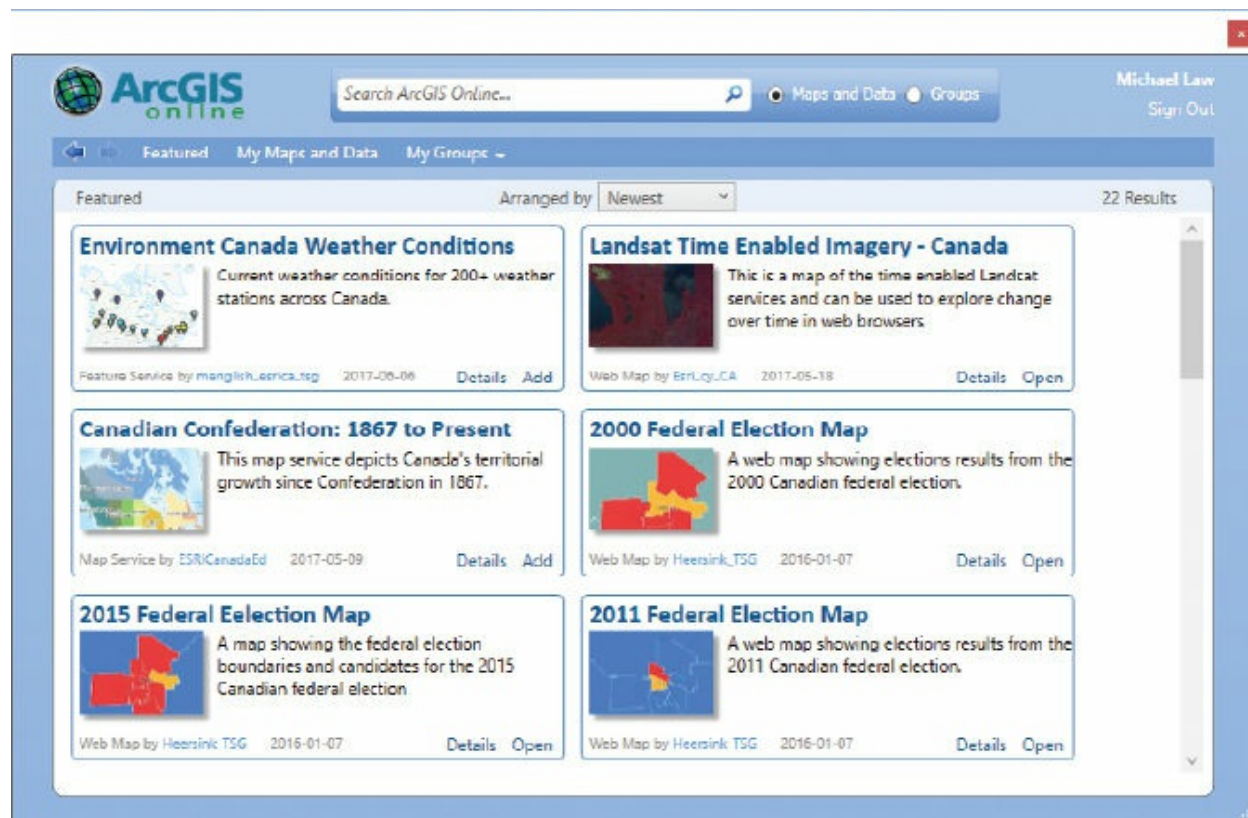 ArcGIS
online
Search ArcGIS Online...
Maps and Data
Groups
Michael Law
Sign Out
Featured
My Maps and Data
My Groups
Featured
Arranged by
Newest
22 Results
Environment Canada Weather Conditions
Current weather conditions for 200+ weather
stations across Canada.
Feature Service by menglish_esrica_tsg 2017-06-06 Details Add
Landsat Time Enabled Imagery - Canada
This is a map of the time enabled Landsat
services and can be used to explore change
over time in web browsers
Web Map by 2017-05-18 Details Open
Canadian Confederation: 1867 to Present
This map service depicts Canada's territorial
growth since Confederation in 1867.
Map Service by ESRICanadaEd 2017-05-09 Details Add
2000 Federal Election Map
A web map showing elections results from the
2000 Canadian federal election.
Web Map by Heersink_TSG 2016-01-07 Details Open
2015 Federal Eelection Map
A map showing the federal election
boundaries and candidates for the 2015
Canadian federal election
Web Map by Heersink TSG 2016-01-07 Details Open
2011 Federal Election Map
A web map showing elections results from the
2011 Canadian federal election.
Web Map by Heersink TSG 2016-01-07 Details Open